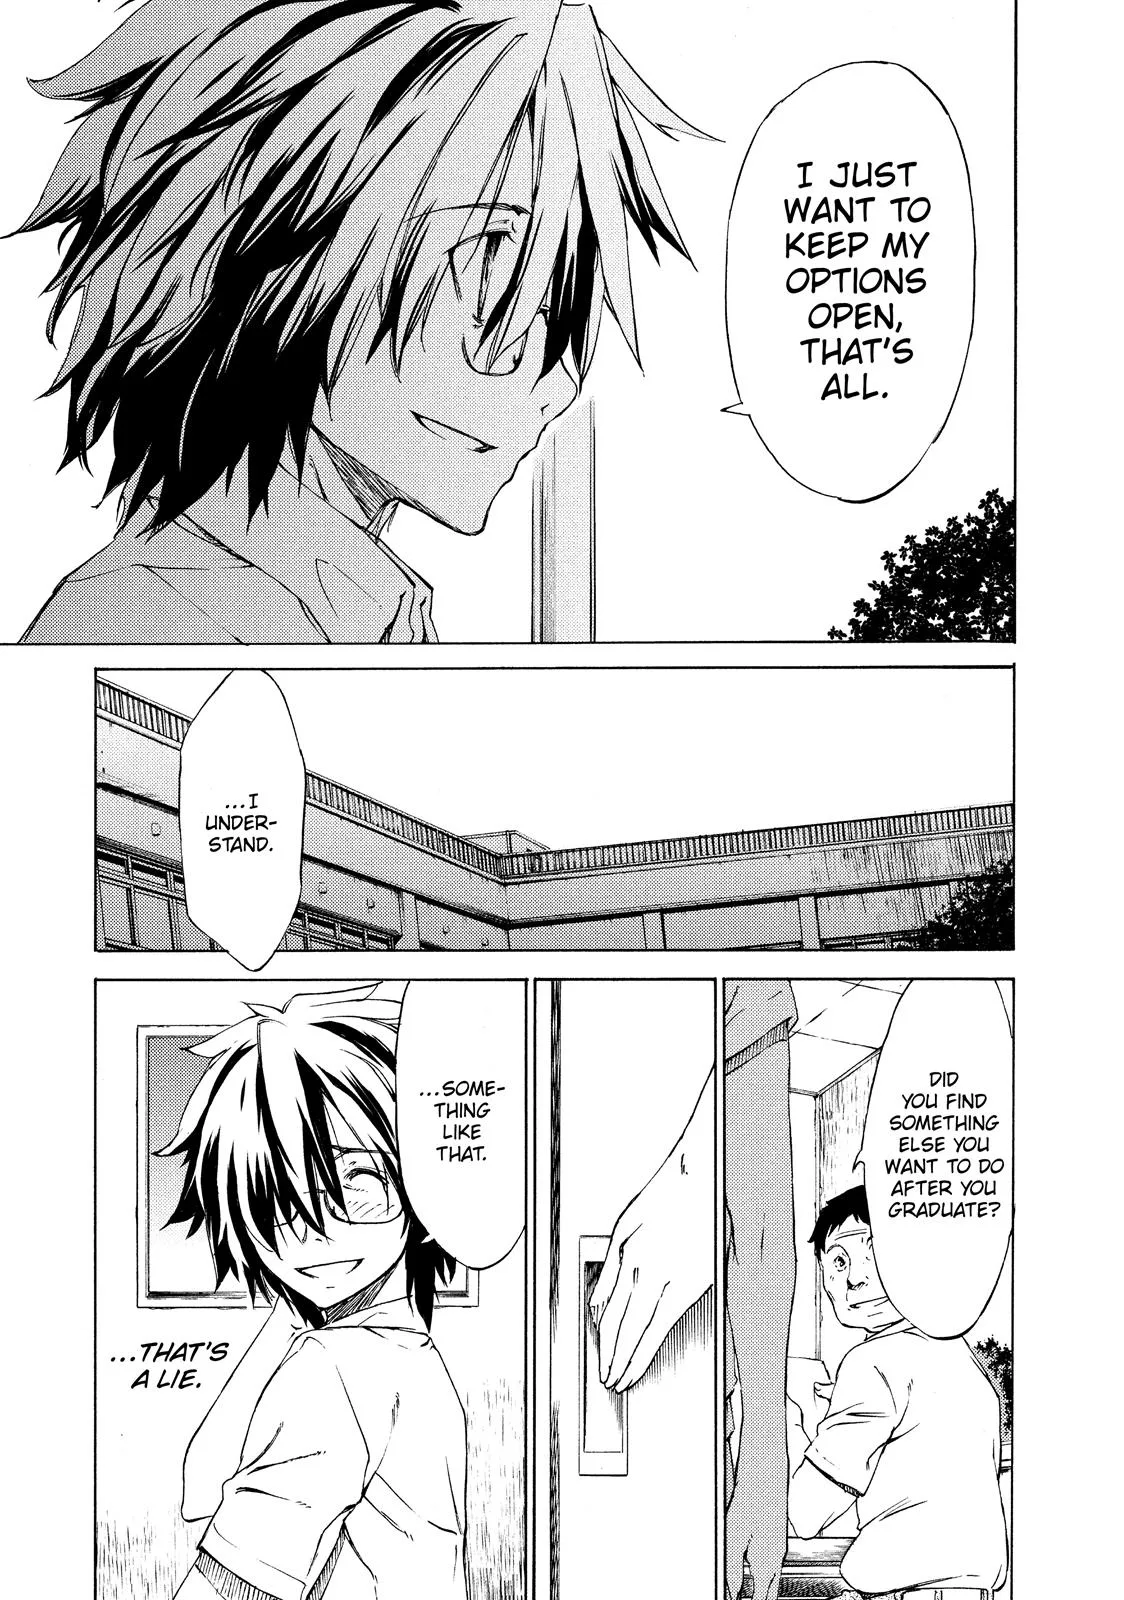 I JUST
WANT TO
KEEP MY
OPTIONS
OPEN,
THAT'S
ALL.
...I
UNDER-
STAND.
DID
YOU FIND
SOMETHING
ELSE YOU
WANT TO DO
AFTER YOU
GRADUATE?
...SOME-
THING
LIKE
THAT.
...THAT'S
A LIE.